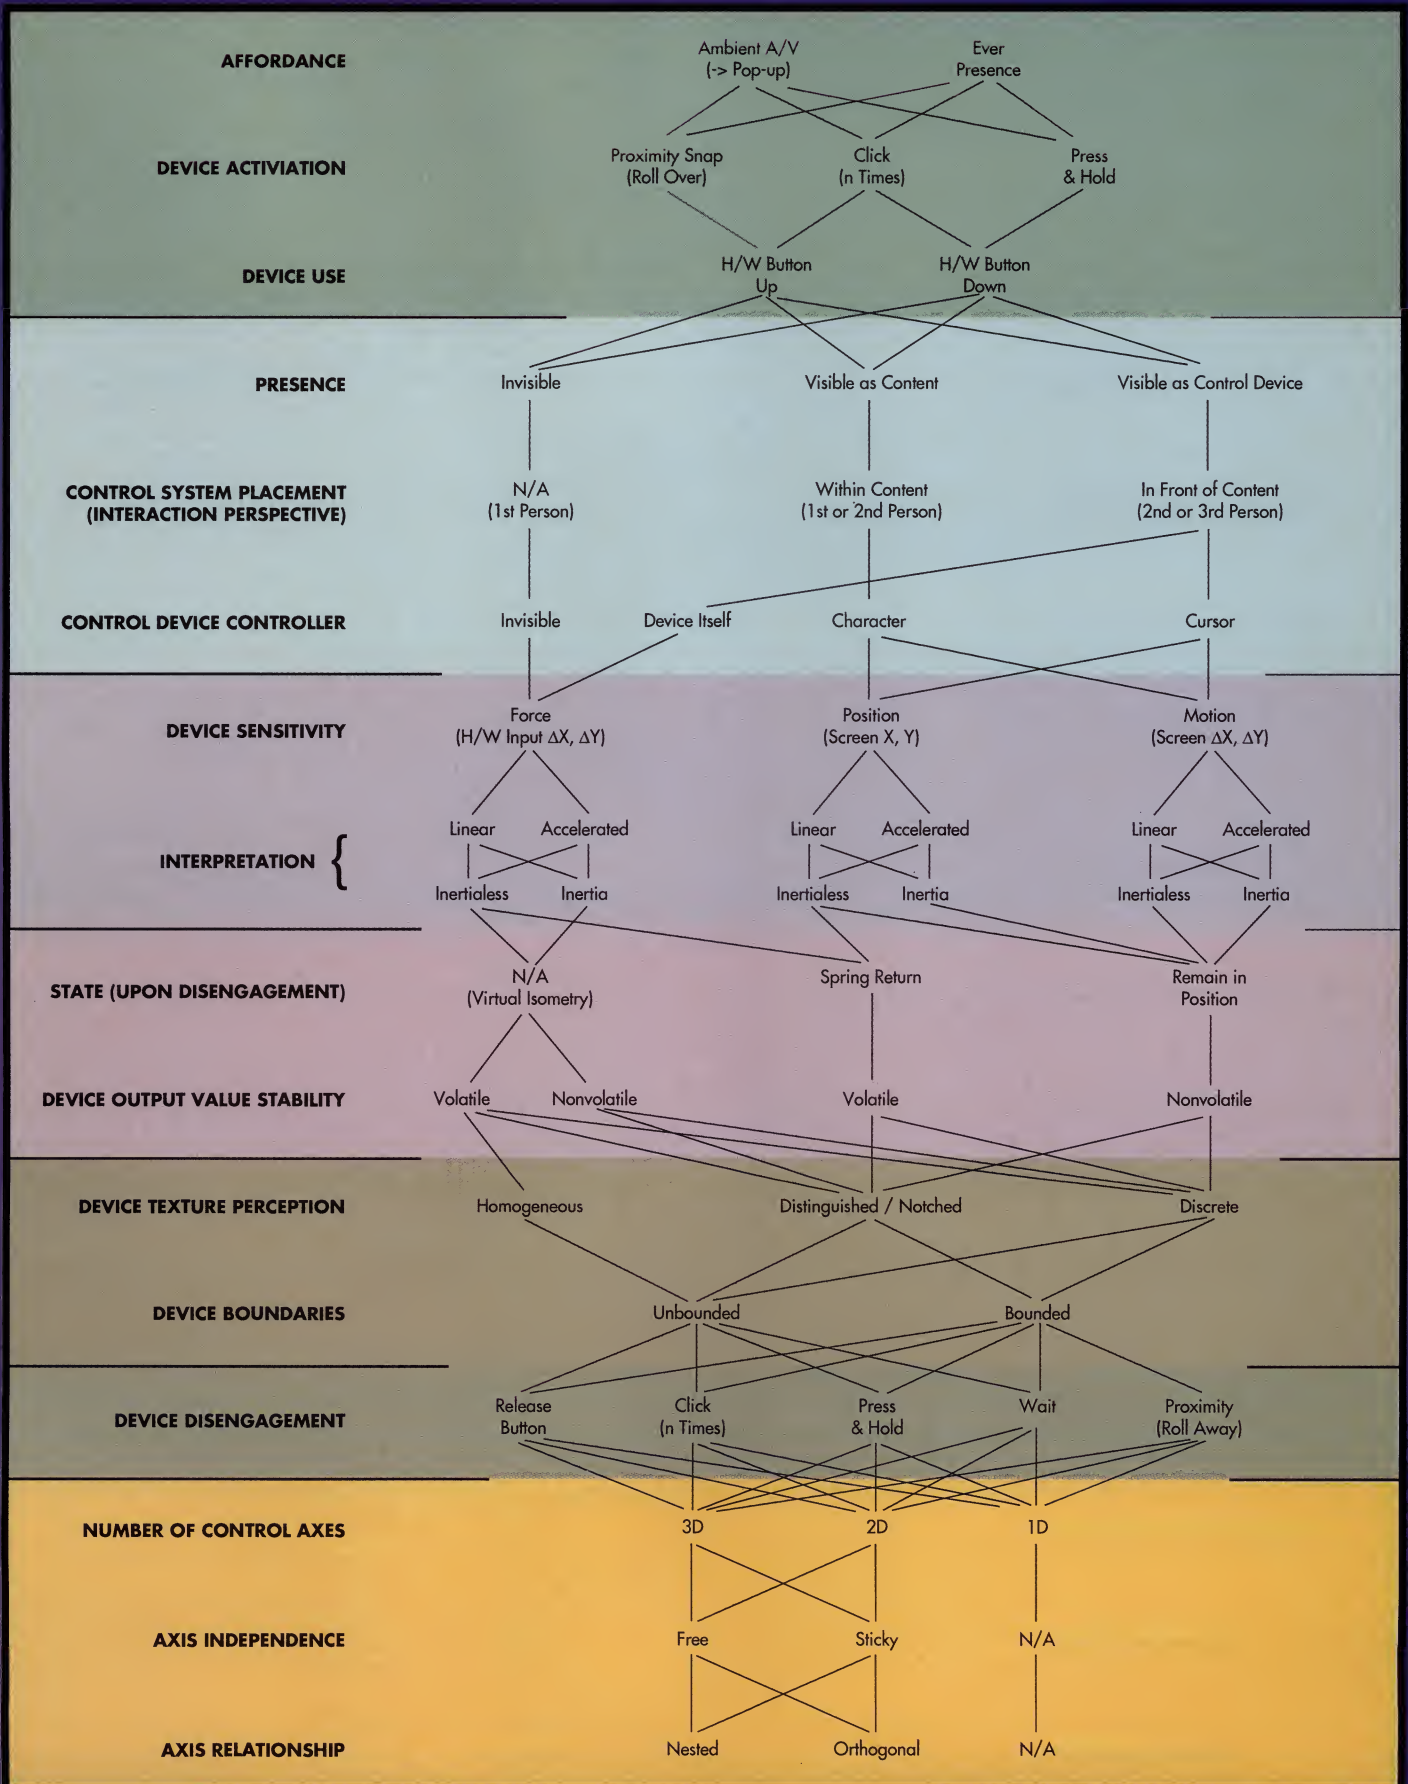 AFFORDANCE
Ambient A/V
(-> Pop-up)
Ever
Presence
DEVICE ACTIVIATION
Proximity Snap
(Roll Over)
Click
(n Times)
Press
& Hold
DEVICE USE
H/W Button
Up
H/W Button
Down
PRESENCE
Invisible
Visible as Content
Visible as Control Device
CONTROL SYSTEM PLACEMENT
(INTERACTION PERSPECTIVE)
N/A
(1st Person)
Within Content
(1st or 2nd Person)
In Front of Content
(2nd or 3rd Person)
CONTROL DEVICE CONTROLLER
Invisible
Device Itself
Character
Cursor
DEVICE SENSITIVITY
Force
(H/W Input ΔX, ΔY)
Position
(Screen X, Y)
Motion
(Screen ΔX, ΔY)
INTERPRETATION {
Linear
Accelerated
Linear
Accelerated
Linear
Accelerated
Inertialess
Inertia
Inertialess
Inertia
Inertialess
Inertia
STATE (UPON DISENGAGEMENT)
N/A
(Virtual Isometry)
Spring Return
Remain in
Position
DEVICE OUTPUT VALUE STABILITY
Volatile
Nonvolatile
Volatile
Nonvolatile
DEVICE TEXTURE PERCEPTION
Homogeneous
Distinguished / Notched
Discrete
DEVICE BOUNDARIES
Unbounded
Bounded
DEVICE DISENGAGEMENT
Release
Button
Click
(n Times)
Press
& Hold
Wait
Proximity
(Roll Away)
NUMBER OF CONTROL AXES
3D
2D
1D
AXIS INDEPENDENCE
Free
Sticky
N/A
AXIS RELATIONSHIP
Nested
Orthogonal
N/A